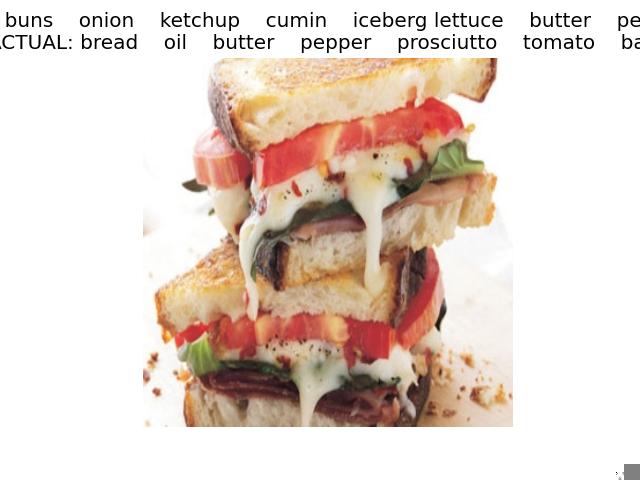 buns onion ketchup cumin iceberg lettuce butter
ACTUAL: bread oil butter pepper prosciutto tomato